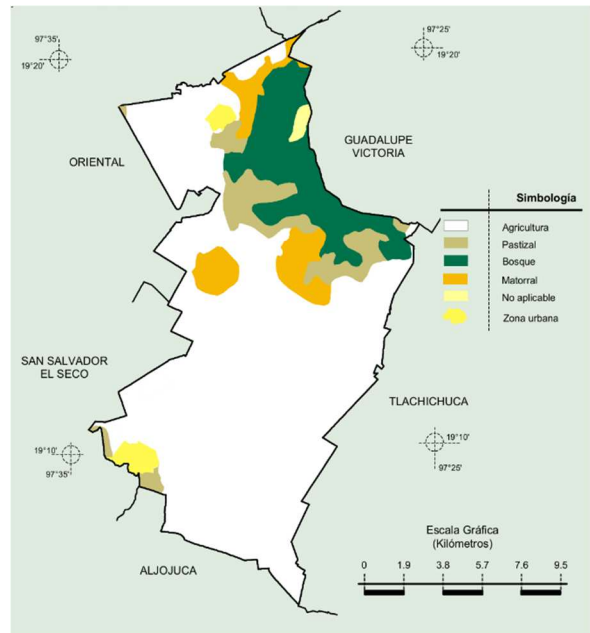 97°35'
19°20'
97°25'
19°20'
GUADALUPE
VICTORIA
ORIENTAL
Simbología
Agricultura
Pastizal
Bosque
Matorral
No aplicable
Zona urbana
SAN SALVADOR
EL SECO
TLACHICHUCA
19°10'
97°35'
19°10'
97°25'
Escala Gráfica
(Kilómetros)
0 1.9 3.8 5.7 7.6 9.5
ALJOJUCA